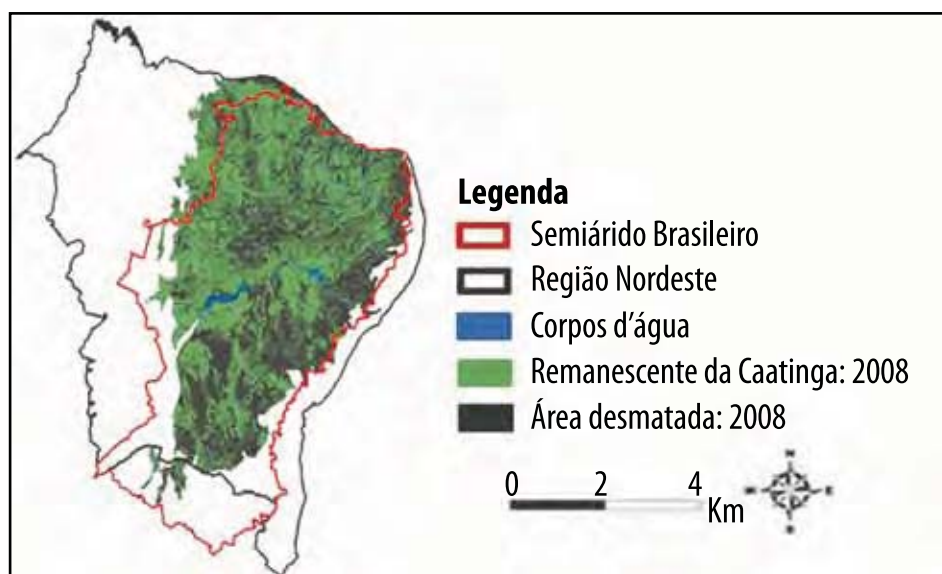 Legenda
Semiárido Brasileiro
Região Nordeste
Corpos d'água
Remanescente da Caatinga: 2008
Área desmatada: 2008
0 2 4
Km
N
W E
S